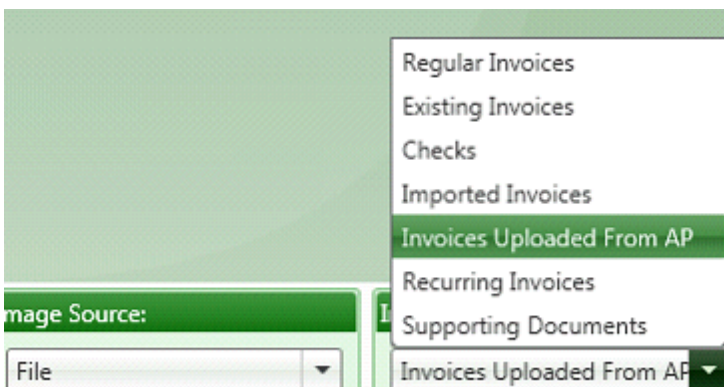 Regular Invoices
Existing Invoices
Checks
Imported Invoices
Invoices Uploaded From AP
Recurring Invoices
Supporting Documents
mage Source:
File
Invoices Uploaded From AP